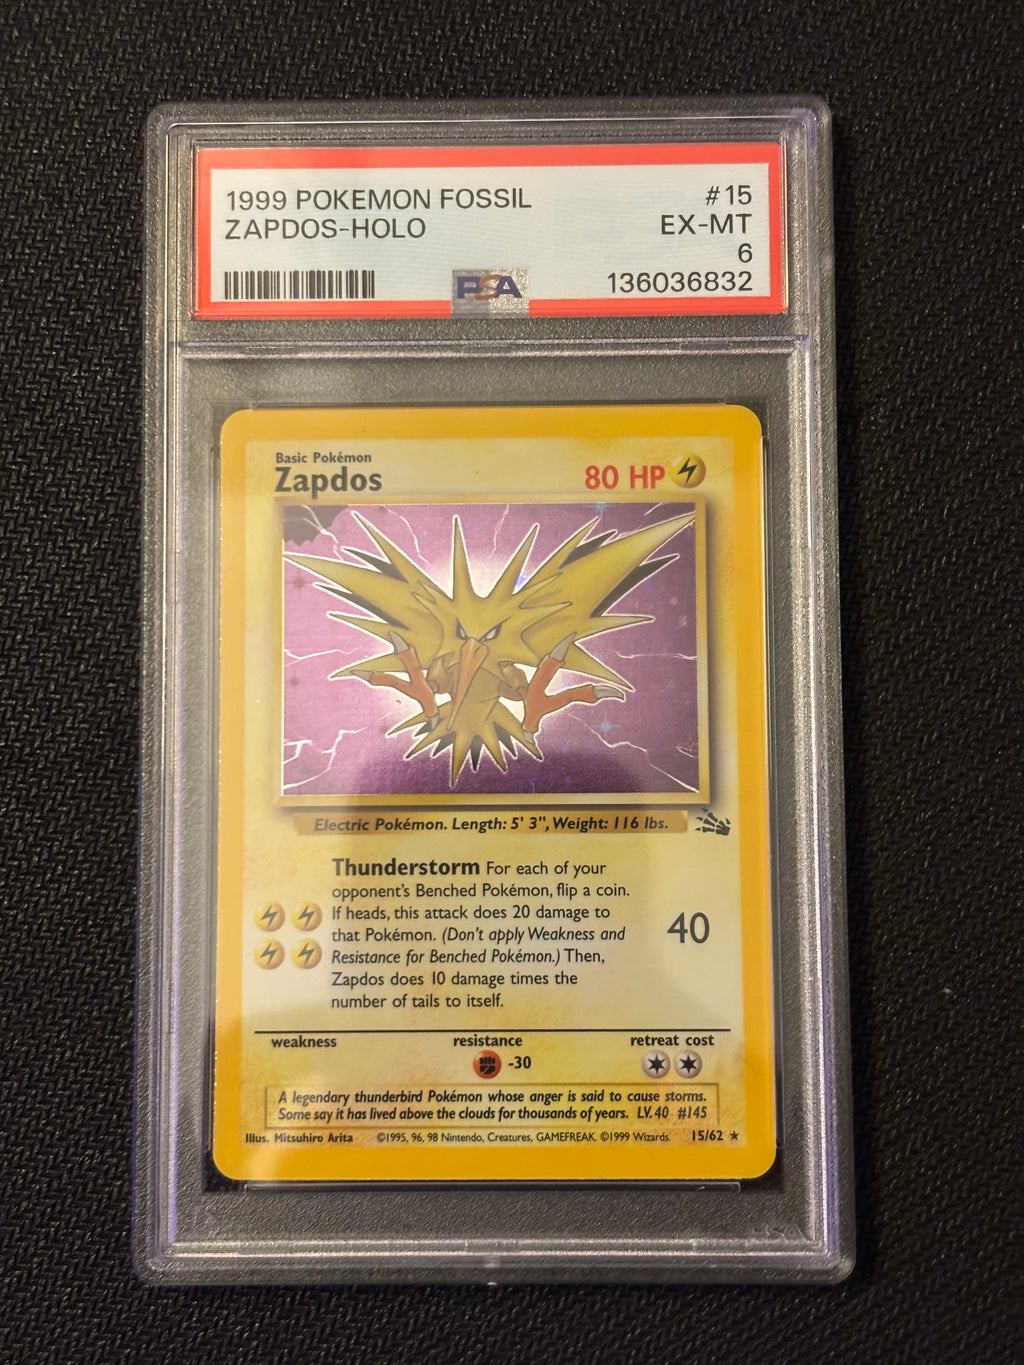 1999 POKEMON FOSSIL #15
ZAPDOS-HOLO EX-MT
6
PSA 136036832
Basic Pokémon
Zapdos 80 HP
Electric Pokémon. Length: 5' 3", Weight: 116 lbs.
Thunderstorm For each of your
opponent's Benched Pokémon, flip a coin.
If heads, this attack does 20 damage to
that Pokémon. (Don't apply Weakness and
Resistance for Benched Pokémon.) Then,
Zapdos does 10 damage times the
number of tails to itself.
40
weakness resistance retreat cost
-30
A legendary thunderbird Pokémon whose anger is said to cause storms.
Some say it has lived above the clouds for thousands of years. LV. 40 #145
Illus. Mitsuhiro Arita ©1995, 96, 98 Nintendo, Creatures, GAMEFREAK. ©1999 Wizards. 15/62 ★
PSA